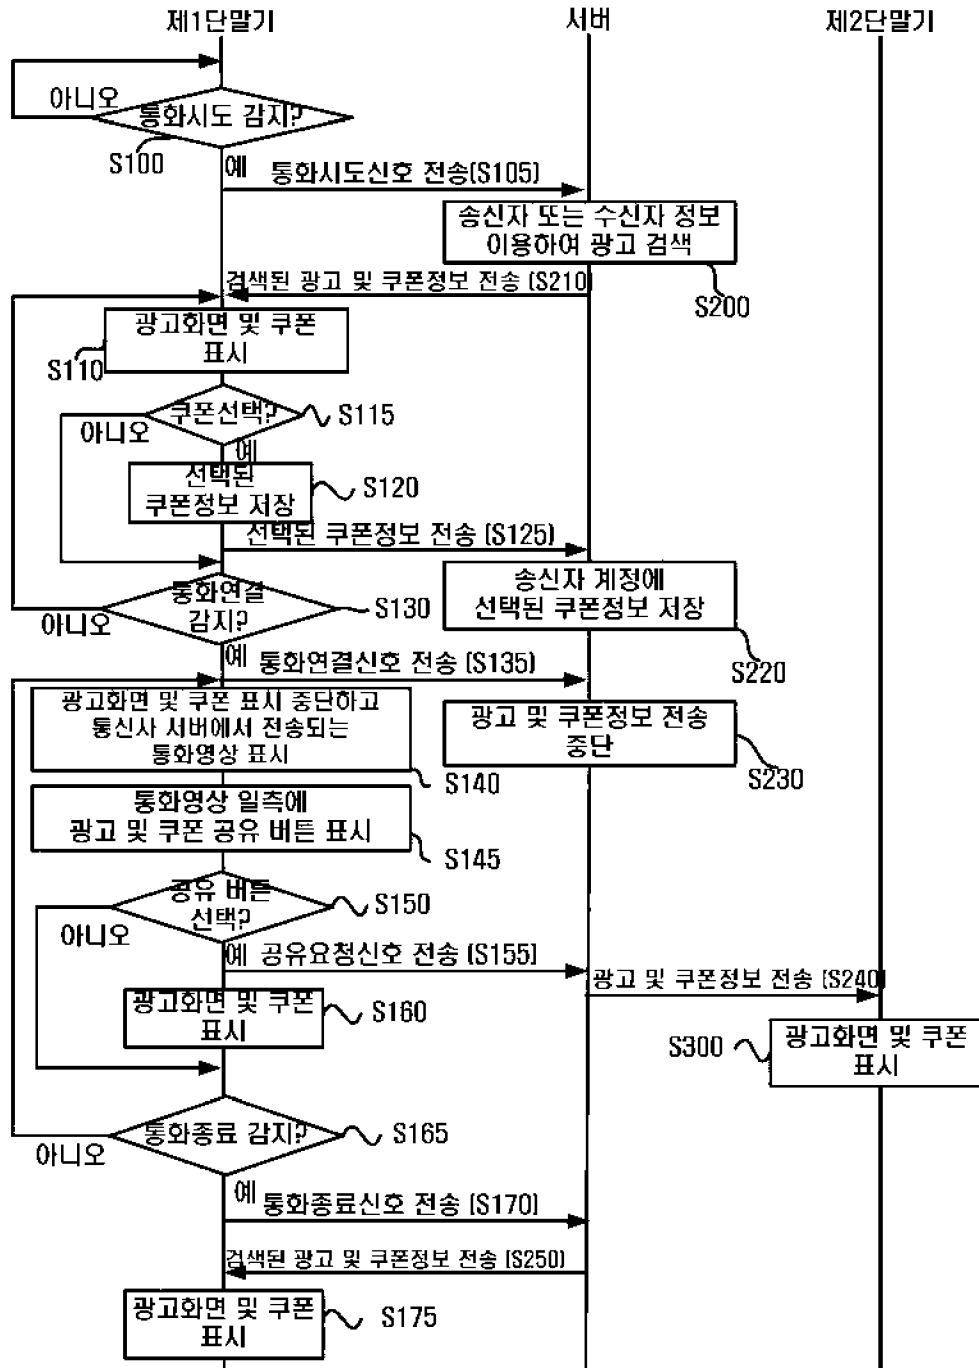 제1단말기
서버
제2단말기
아니오
통화시도 감지?
S100
예
통화시도신호 전송(S105)
송신자 또는 수신자 정보
이용하여 광고 검색
S200
검색된 광고 및 쿠폰정보 전송 (S210)
광고화면 및 쿠폰
표시
S110
쿠폰선택?
S115
아니오
예
선택된
쿠폰정보 저장
S120
선택된 쿠폰정보 전송 (S125)
송신자 계정에
선택된 쿠폰정보 저장
S220
통화연결
감지?
S130
아니오
예
통화연결신호 전송 (S135)
광고화면 및 쿠폰 표시 중단하고
통신사 서버에서 전송되는
통화영상 표시
S140
광고 및 쿠폰정보 전송
중단
S230
통화영상 일측에
광고 및 쿠폰 공유 버튼 표시
S145
공유 버튼
선택?
S150
아니오
예
공유요청신호 전송 (S155)
광고 및 쿠폰정보 전송 (S240)
광고화면 및 쿠폰
표시
S160
S300
광고화면 및 쿠폰
표시
통화종료 감지?
S165
아니오
예
통화종료신호 전송 (S170)
검색된 광고 및 쿠폰정보 전송 (S250)
광고화면 및 쿠폰
표시
S175